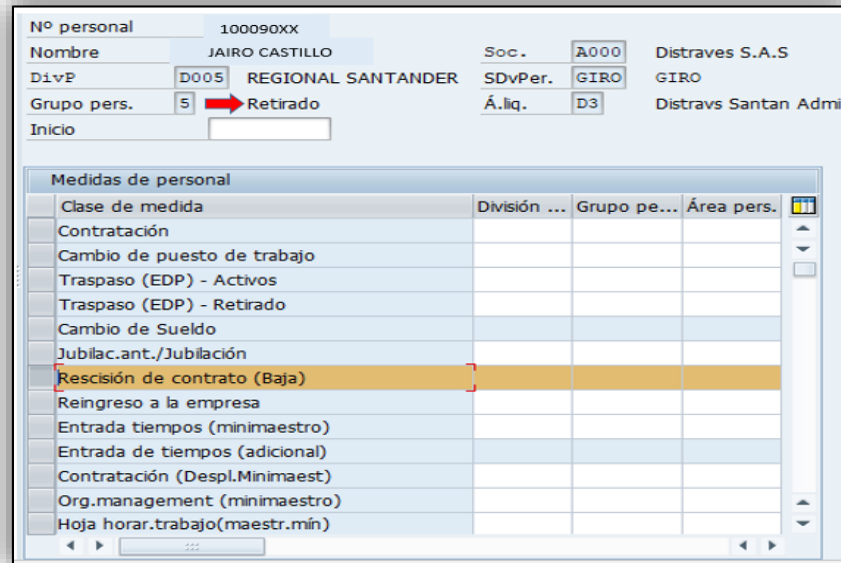 Nº personal 100090XX
Nombre JAIRO CASTILLO Soc. A000 Distraves S.A.S
DivP D005 REGIONAL SANTANDER SDvPer. GIRO GIRO
Grupo pers. 5 Retirado Á.liq. D3 Distravs Santan Admi
Inicio
Medidas de personal
Clase de medida División ... Grupo pe... Área pers.
Contratación
Cambio de puesto de trabajo
Traspaso (EDP) - Activos
Traspaso (EDP) - Retirado
Cambio de Sueldo
Jubilac.ant./Jubilación
Rescisión de contrato (Baja)
Reingreso a la empresa
Entrada tiempos (minimaestro)
Entrada de tiempos (adicional)
Contratación (Despl.Minimaest)
Org.management (minimaestro)
Hoja horar.trabajo(maestr.mín)